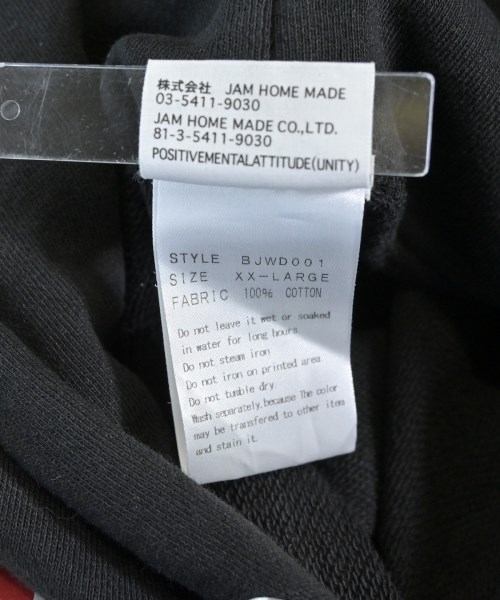 株式会社 JAM HOME MADE
03-5411-9030
JAM HOME MADE CO.,LTD.
81-3-5411-9030
POSITIVEMENTALATTITUDE(UNITY)
STYLE BJWD001
SIZE XX-LARGE
FABRIC 100% COTTON
Do not leave it wet or soaked
in water for long hours
Do not steam iron
Do not iron on printed area
Do not tumble dry
Wash separately,because The color
may be transfered to other item
and stain it.